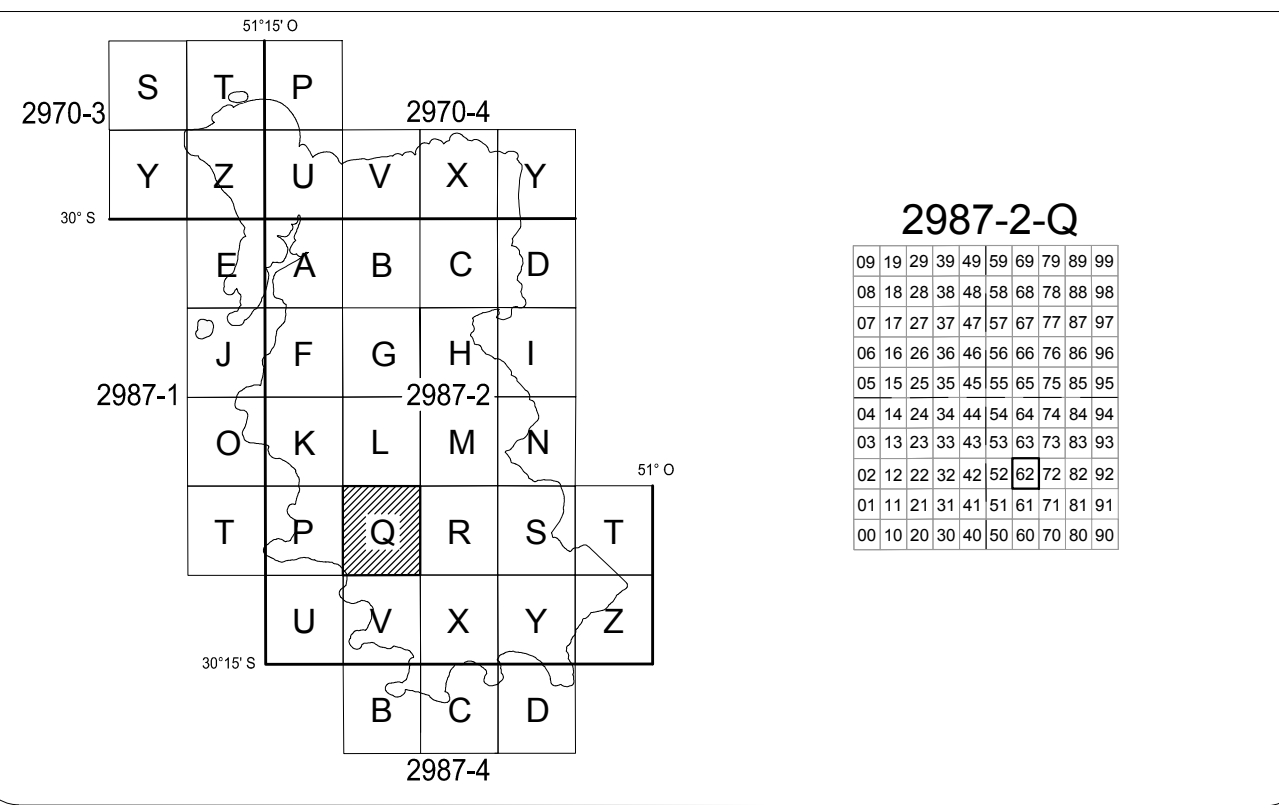 51°15' O
S T P
2970-3
2970-4
Y Z U V X Y
30° S
E A B C D
J F G H I
2987-1
2987-2
O K L M N
51° O
T P Q R S T
U V X Y Z
30°15' S
B C D
2987-4
2987-2-Q
09 19 29 39 49 59 69 79 89 99
08 18 28 38 48 58 68 78 88 98
07 17 27 37 47 57 67 77 87 97
06 16 26 36 46 56 66 76 86 96
05 15 25 35 45 55 65 75 85 95
04 14 24 34 44 54 64 74 84 94
03 13 23 33 43 53 63 73 83 93
02 12 22 32 42 52 62 72 82 92
01 11 21 31 41 51 61 71 81 91
00 10 20 30 40 50 60 70 80 90